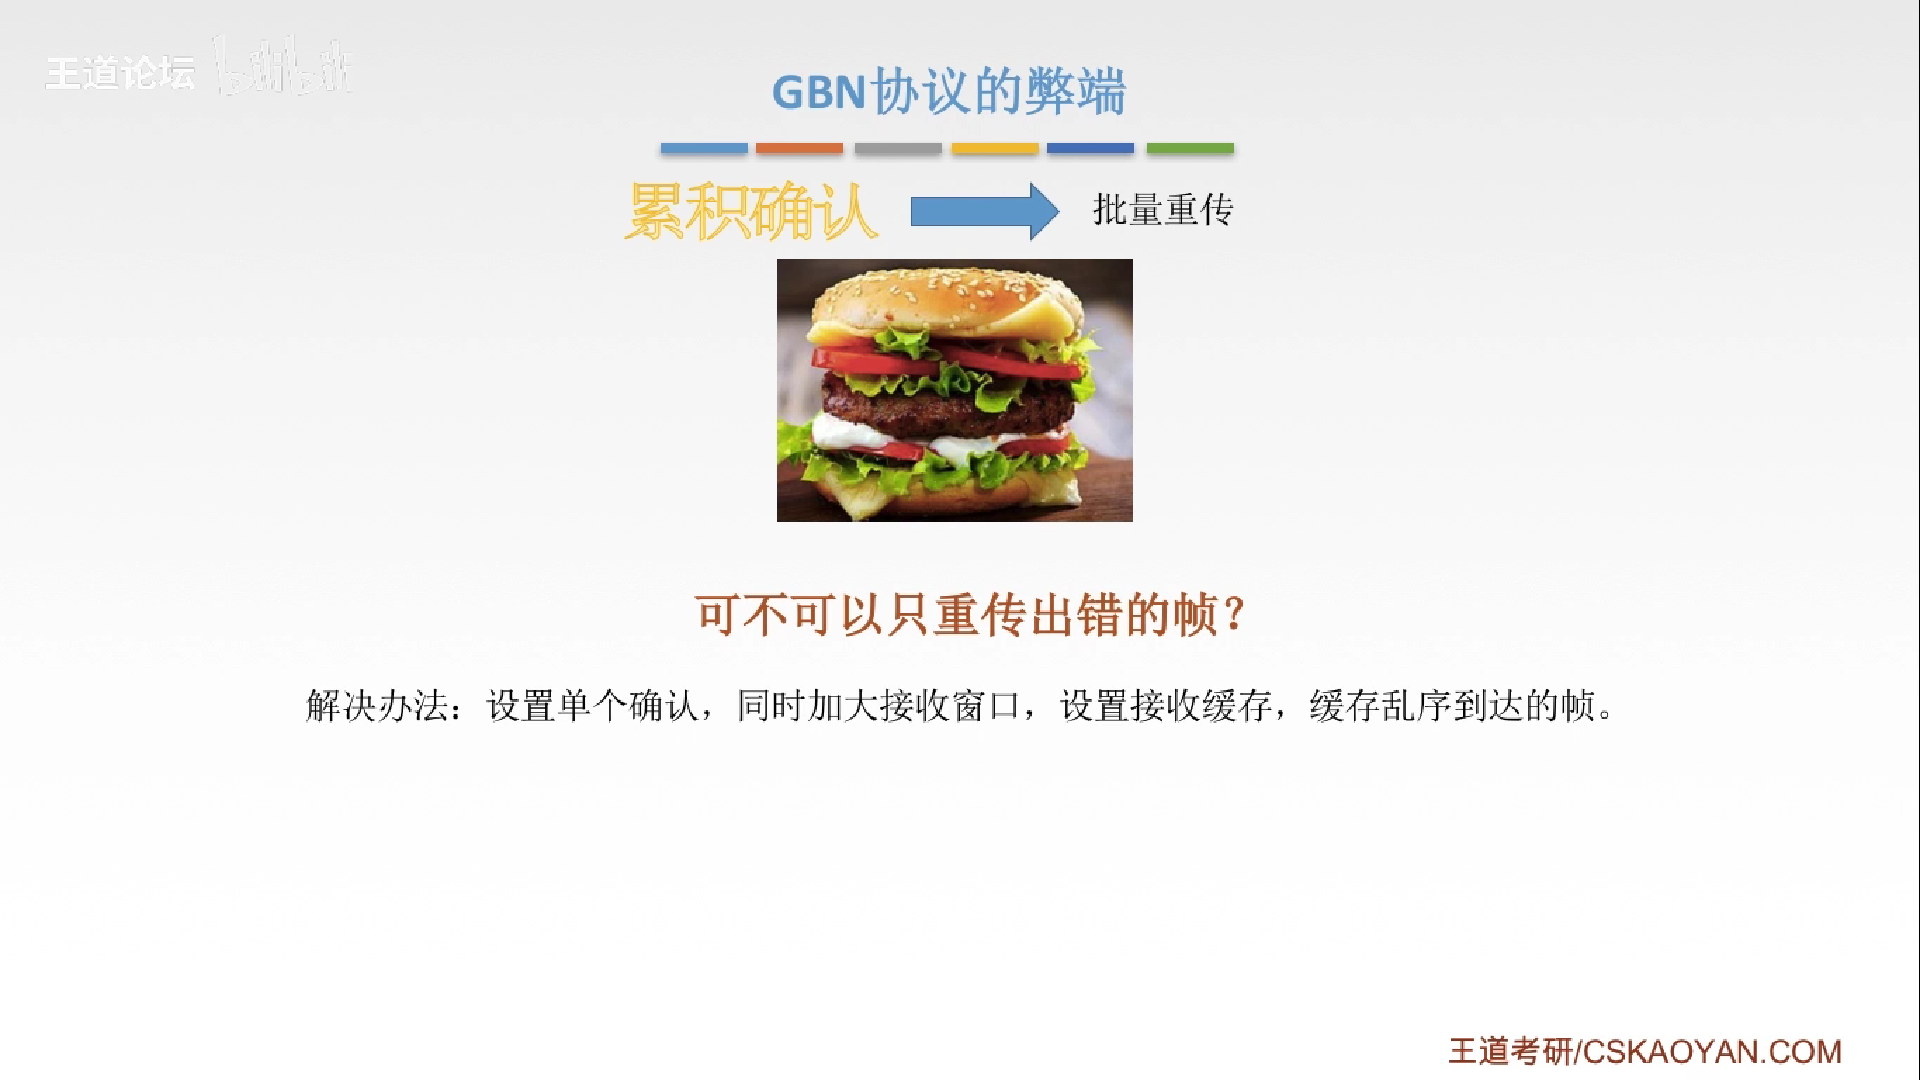 王道论坛 bilibili
GBN协议的弊端
累积确认 批量重传
可不可以只重传出错的帧？
解决办法：设置单个确认，同时加大接收窗口，设置接收缓存，缓存乱序到达的帧。
王道考研/CSKAOYAN.COM